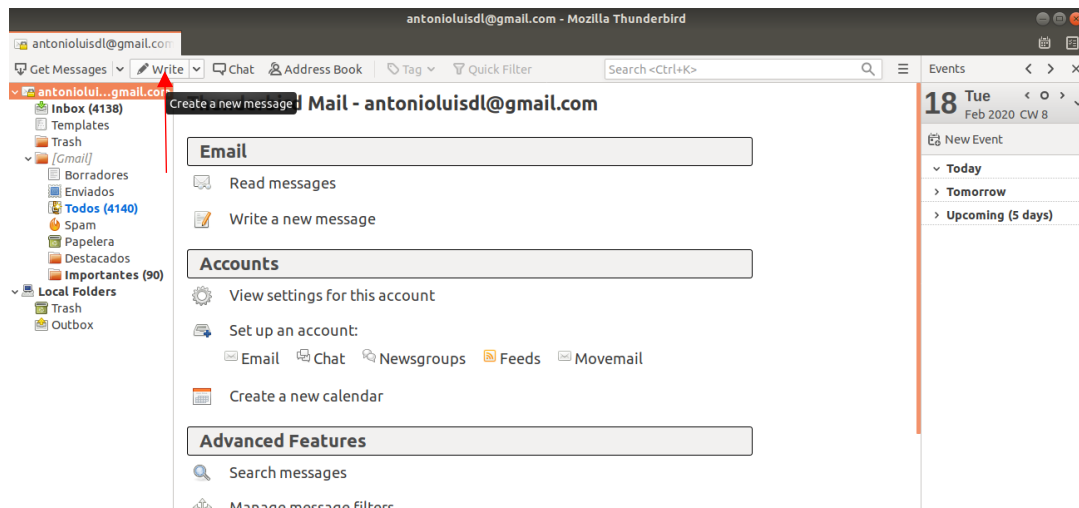 antonioluisdl@gmail.com - Mozilla Thunderbird
antonioluisdl@gmail.com
Get Messages Write Chat Address Book Tag Quick Filter Search <Ctrl+K>
Create a new message
antoniolui...gmail.com
Inbox (4138)
Templates
Trash
[Gmail]
Borradores
Enviados
Todos (4140)
Spam
Papelera
Destacados
Importantes (90)
Local Folders
Trash
Outbox
Mail - antonioluisdl@gmail.com
Email
Read messages
Write a new message
Accounts
View settings for this account
Set up an account:
Email Chat Newsgroups Feeds Movemail
Create a new calendar
Advanced Features
Search messages
Manage message filters
Events
18 Tue
Feb 2020 CW 8
New Event
Today
Tomorrow
Upcoming (5 days)